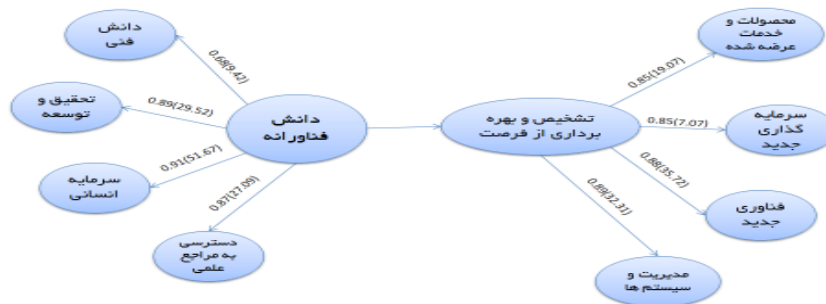 دانش
فنی
0.68(9.42)
تحقیق و
توسعه
0.89(29.52)
سرمایه
انسانی
0.91(51.67)
دسترسی
به مراجع
علمی
0.87(27.09)
دانش
فناورانه
تشخیص و بهره
برداری از فرصت
محصولات و
خدمات
عرضه شده
0.85(19.07)
سرمایه
گذاری
جدید
0.85(7.07)
فناوری
جدید
0.88(35.72)
مدیریت و
سیستم ها
0.89(32.31)